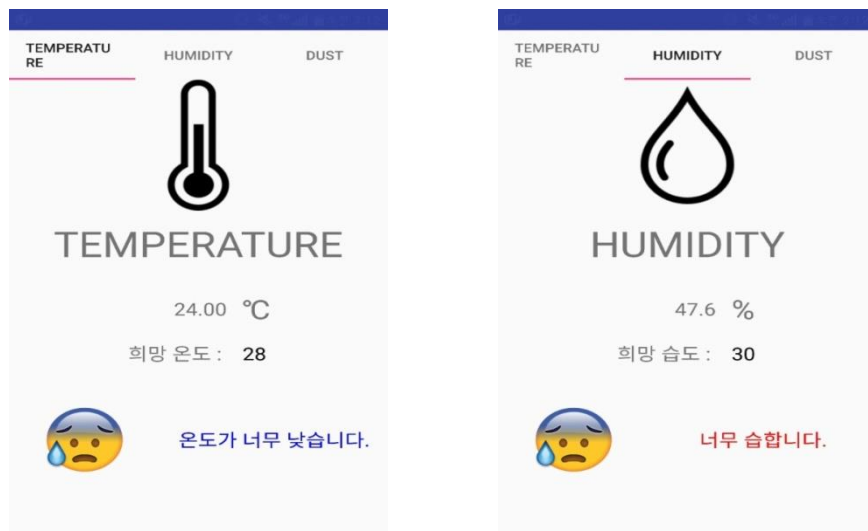 TEMPERATU
RE
HUMIDITY
DUST
TEMPERATURE
24.00 ℃
희망 온도 : 28
온도가 너무 낮습니다.
TEMPERATU
RE
HUMIDITY
DUST
HUMIDITY
47.6 %
희망 습도 : 30
너무 습합니다.